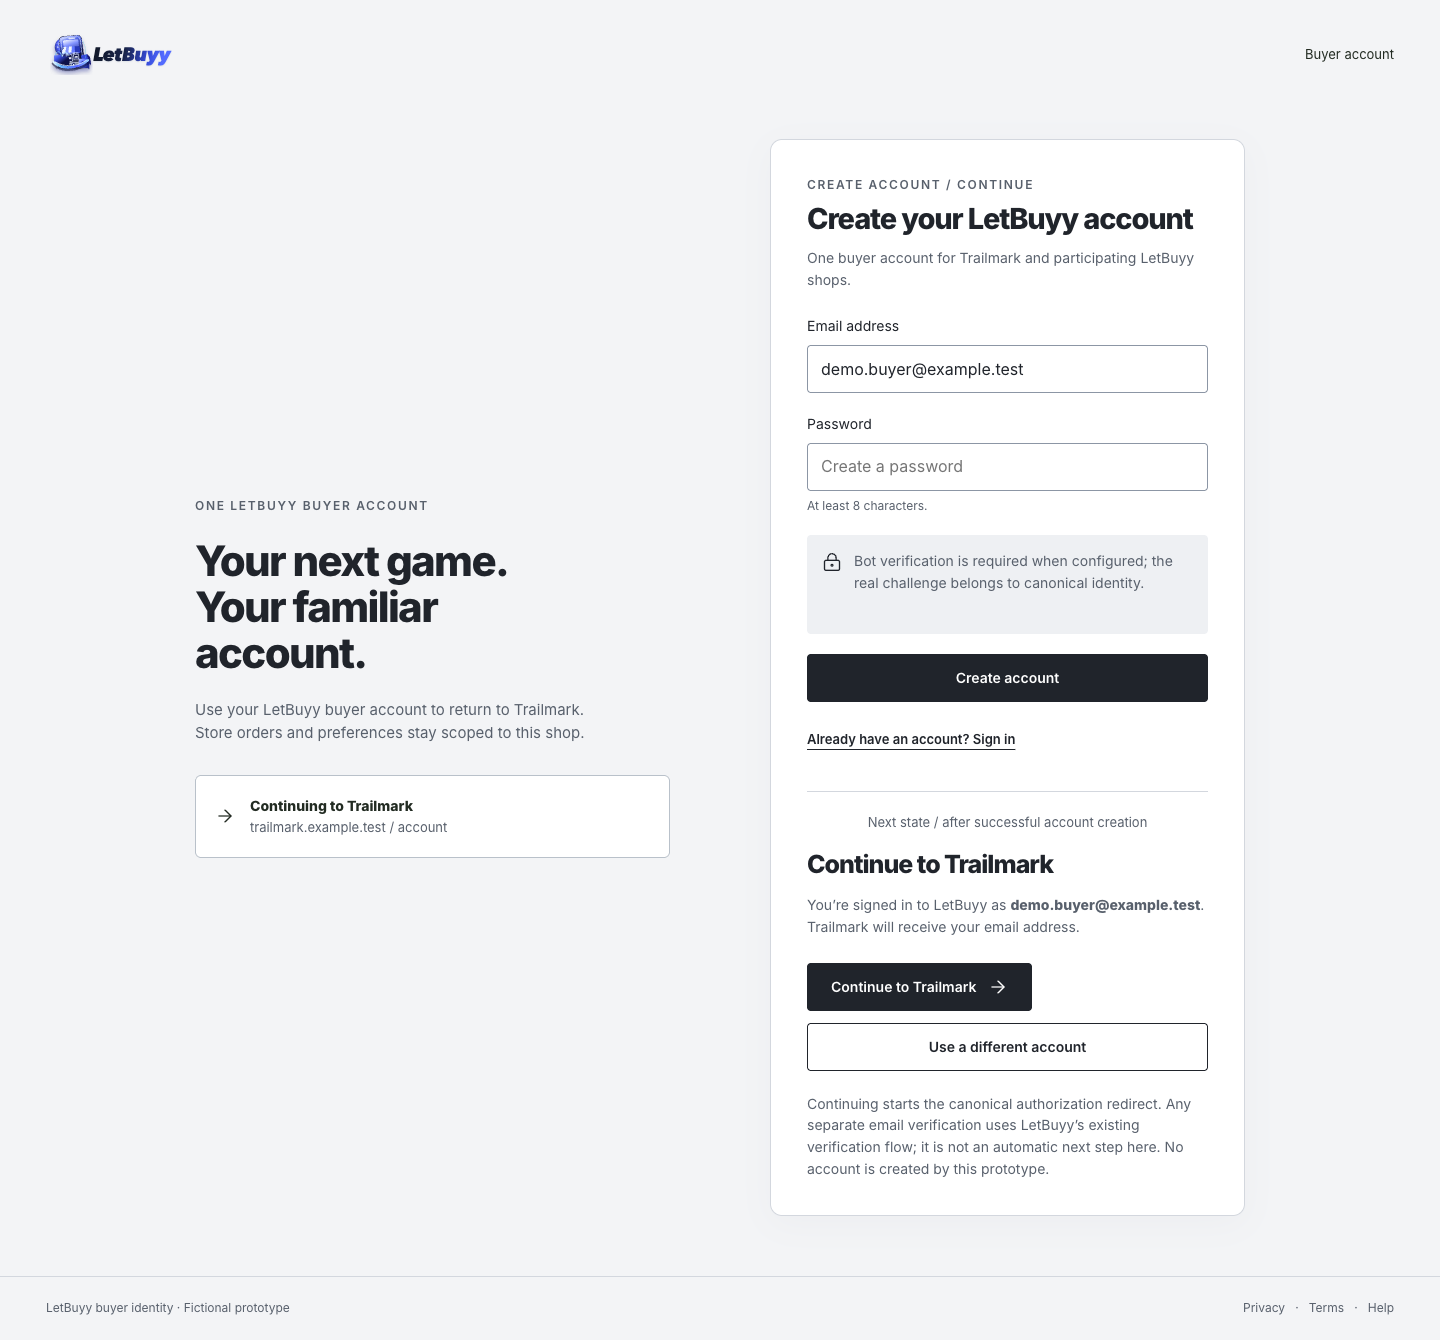 LetBuyy
Buyer account
ONE LETBUYY BUYER ACCOUNT
Your next game.
Your familiar
account.
Use your LetBuyy buyer account to return to Trailmark.
Store orders and preferences stay scoped to this shop.
Continuing to Trailmark
trailmark.example.test / account
CREATE ACCOUNT / CONTINUE
Create your LetBuyy account
One buyer account for Trailmark and participating LetBuyy
shops.
Email address
demo.buyer@example.test
Password
Create a password
At least 8 characters.
Bot verification is required when configured; the
real challenge belongs to canonical identity.
Create account
Already have an account? Sign in
Next state / after successful account creation
Continue to Trailmark
You’re signed in to LetBuyy as demo.buyer@example.test.
Trailmark will receive your email address.
Continue to Trailmark
Use a different account
Continuing starts the canonical authorization redirect. Any
separate email verification uses LetBuyy’s existing
verification flow; it is not an automatic next step here. No
account is created by this prototype.
LetBuyy buyer identity · Fictional prototype
Privacy · Terms · Help